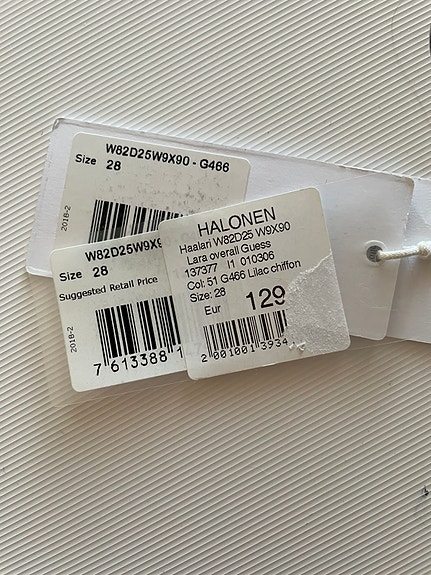 W82D25W9X90 - G466
Size 28
2018-2
W82D25W9X9
Size 28
Suggested Retail Price
2018-2
7 613388 1
HALONEN
Haalari W82D25 W9X90
Lara overall Guess
137377 I1 010306
Col: 51 G466 Lilac chiffon
Size: 28
Eur 129
2 001001 3934